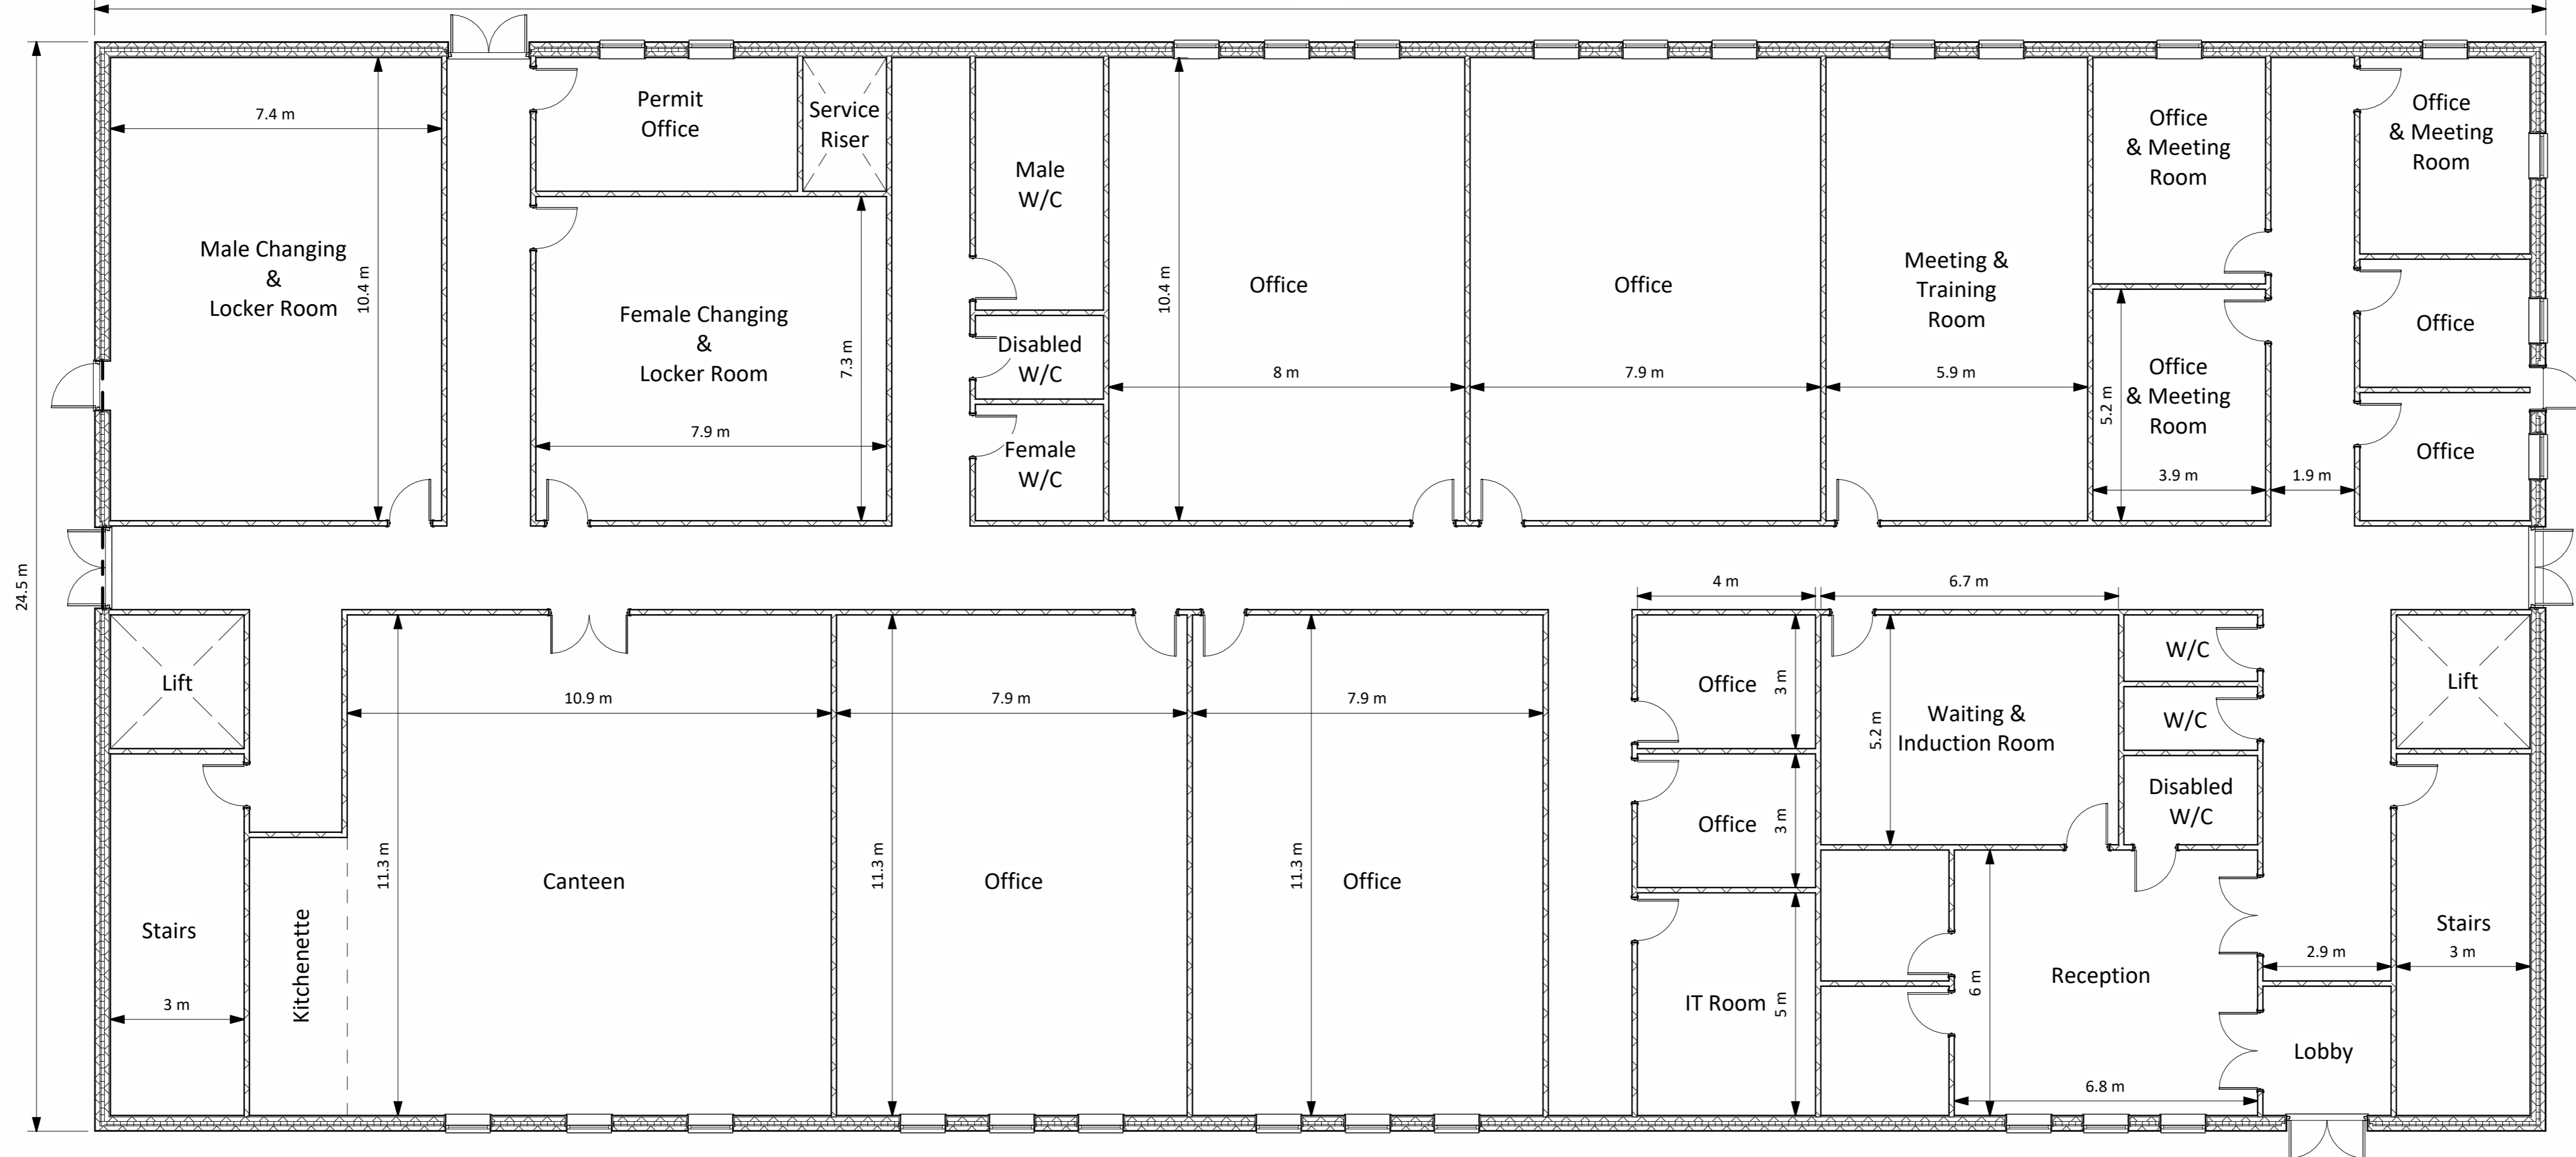 Permit
Office
Service
Riser
7.4 m
Male
W/C
Office
& Meeting
Room
Office
& Meeting
Room
Male Changing
&
Locker Room
10.4 m
Female Changing
&
Locker Room
7.3 m
7.9 m
Disabled
W/C
Female
W/C
10.4 m
Office
8 m
Office
7.9 m
Meeting &
Training
Room
5.9 m
Office
& Meeting
Room
5.2 m
3.9 m
1.9 m
Office
Office
24.5 m
Lift
Stairs
3 m
Kitchenette
10.9 m
11.3 m
Canteen
7.9 m
11.3 m
Office
7.9 m
11.3 m
Office
4 m
Office
3 m
Office
3 m
IT Room
5 m
6.7 m
5.2 m
Waiting &
Induction Room
W/C
W/C
Disabled
W/C
6 m
Reception
6.8 m
2.9 m
Lobby
Lift
Stairs
3 m